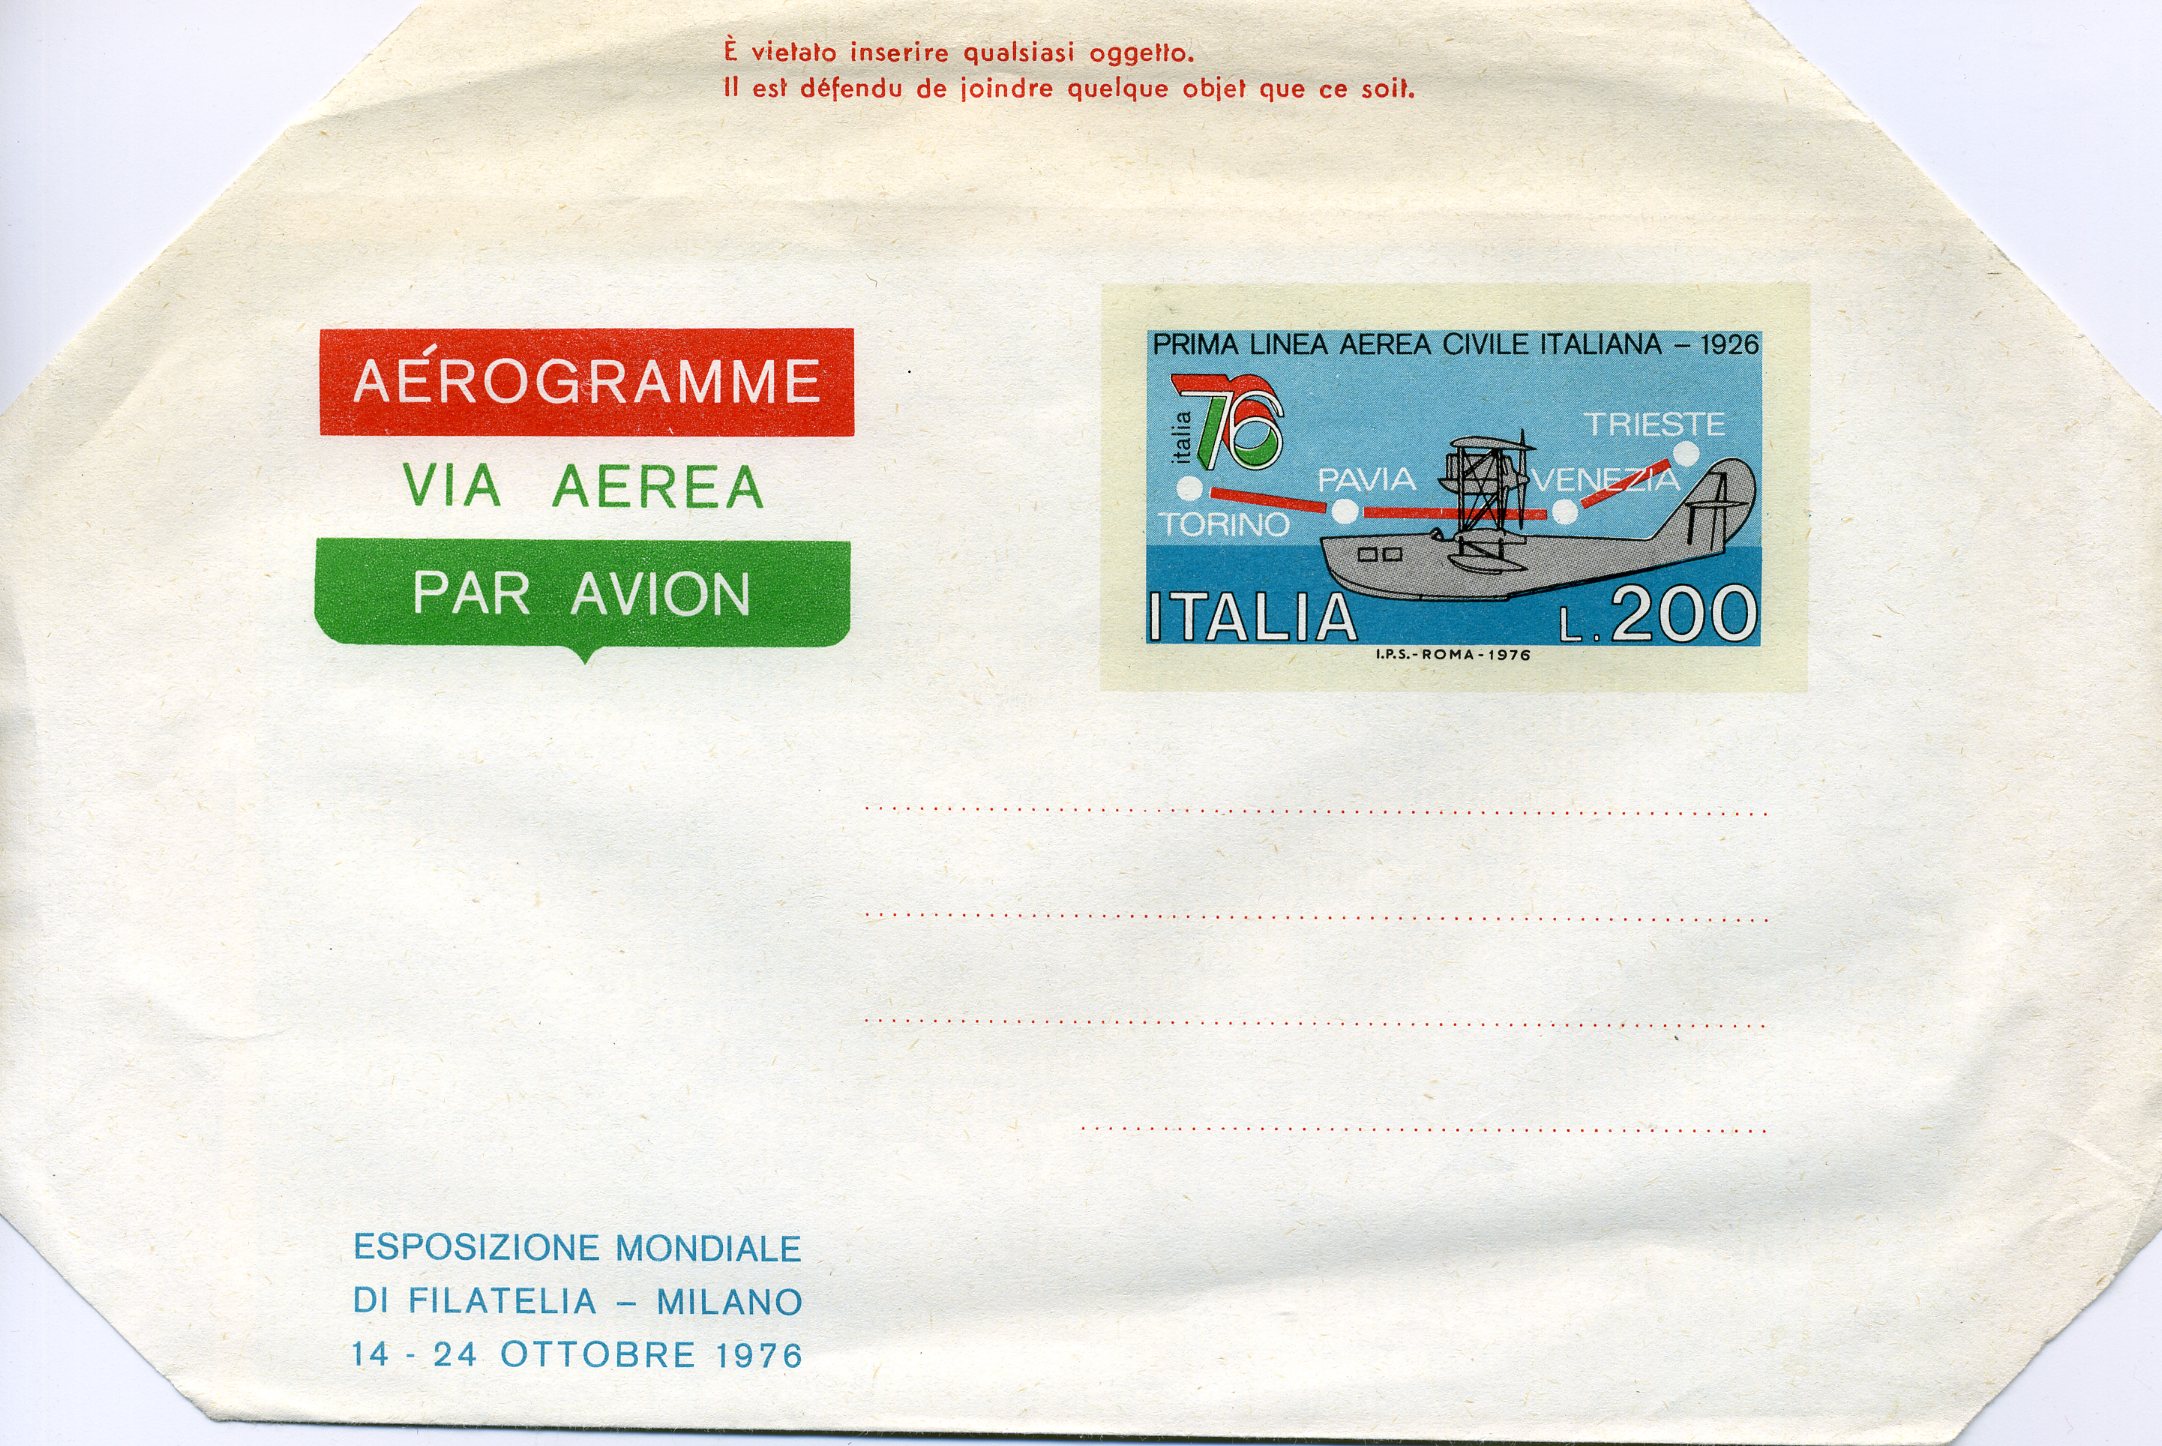 È vietato inserire qualsiasi oggetto.
Il est défendu de joindre quelque objet que ce soit.
AÉROGRAMME
VIA AEREA
PAR AVION
PRIMA LINEA AEREA CIVILE ITALIANA – 1926
italia 76
TRIESTE
PAVIA
VENEZIA
TORINO
ITALIA
L. 200
I.P.S. - ROMA - 1976
ESPOSIZIONE MONDIALE
DI FILATELIA – MILANO
14 - 24 OTTOBRE 1976